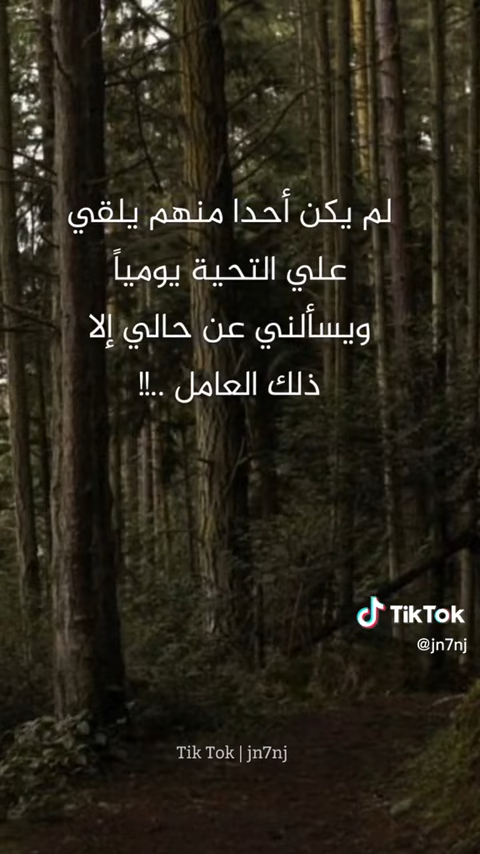 لم يكن أحدا منهم يلقي
علي التحية يومياً
ويسألني عن حالي إلا
ذلك العامل ..!!
TikTok
@jn7nj
Tik Tok | jn7nj